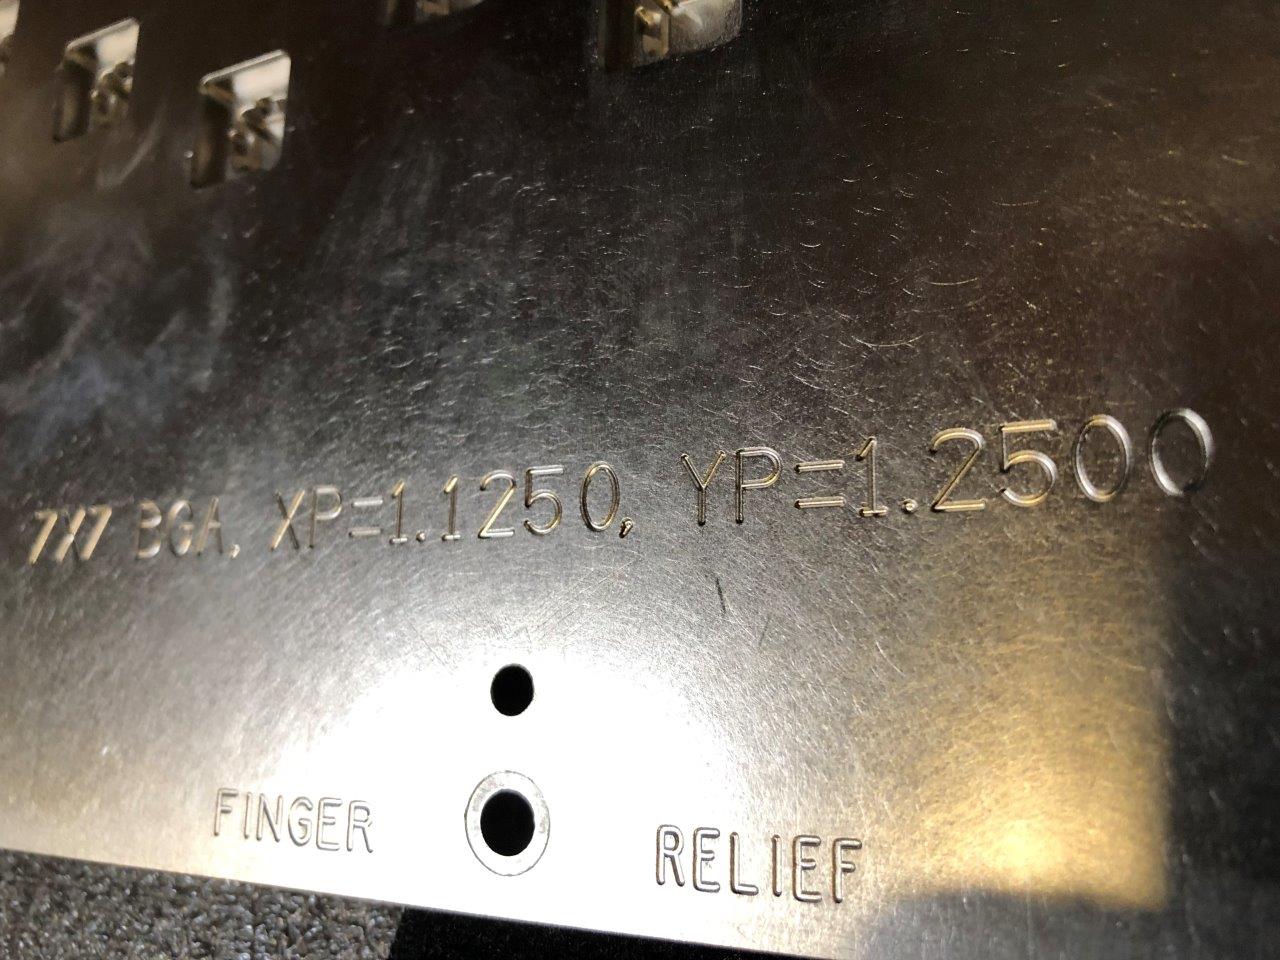 7X7 BGA, XP=1.1250, YP=1.2500
FINGER RELIEF